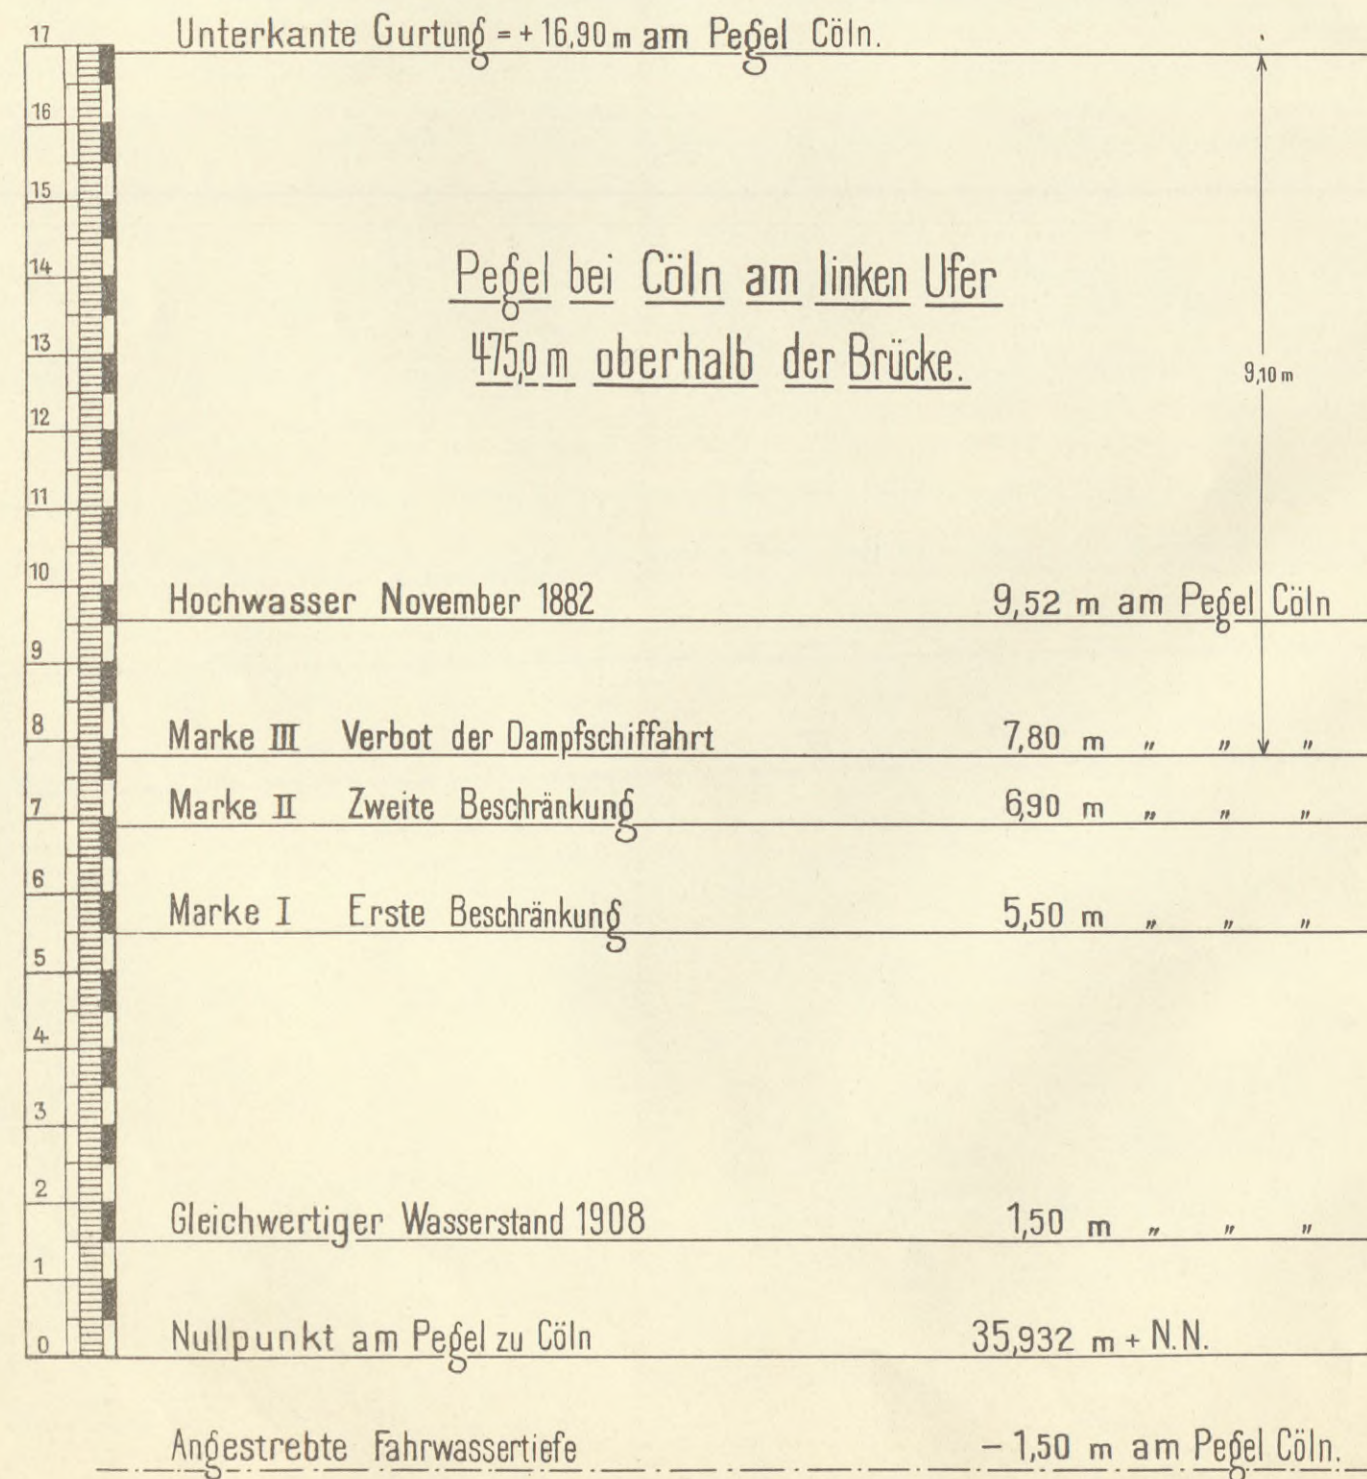 17 Unterkante Gurtung = + 16,90 m am Pegel Cöln.
16
15
14 Pegel bei Cöln am linken Ufer
13 475,0 m oberhalb der Brücke.
9,10 m
12
11
10
Hochwasser November 1882 9,52 m am Pegel Cöln
9
8 Marke III Verbot der Dampfschiffahrt 7,80 m " " "
7 Marke II Zweite Beschränkung 6,90 m " " "
6
Marke I Erste Beschränkung 5,50 m " " "
5
4
3
2
Gleichwertiger Wasserstand 1908 1,50 m " " "
1
0 Nullpunkt am Pegel zu Cöln 35,932 m + N.N.
Angestrebte Fahrwassertiefe – 1,50 m am Pegel Cöln.